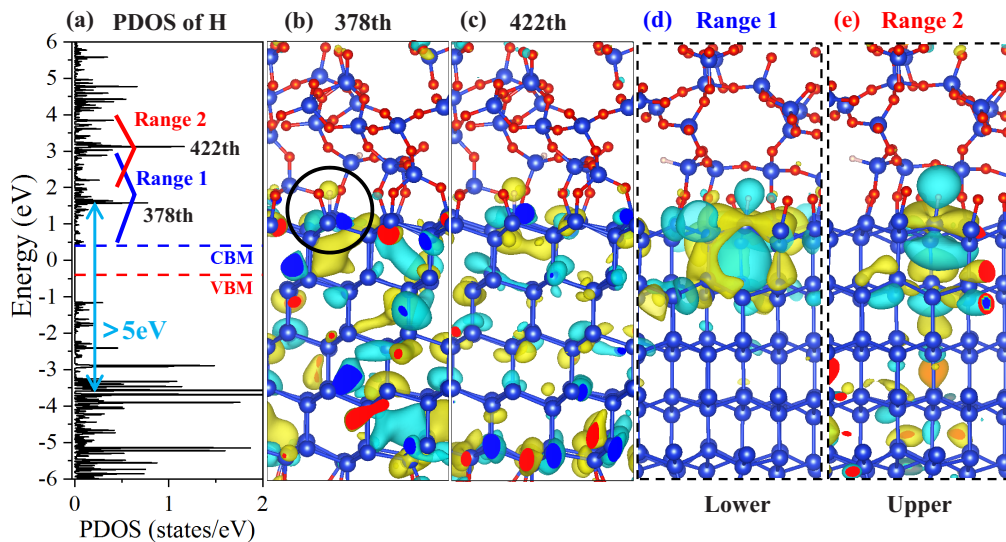 (a) PDOS of H
(b) 378th
(c) 422th
(d) Range 1
(e) Range 2
Energy (eV)
6
5
4
3
2
1
0
-1
-2
-3
-4
-5
-6
Range 2
422th
Range 1
378th
CBM
VBM
>5eV
0
1
2
PDOS (states/eV)
Lower
Upper